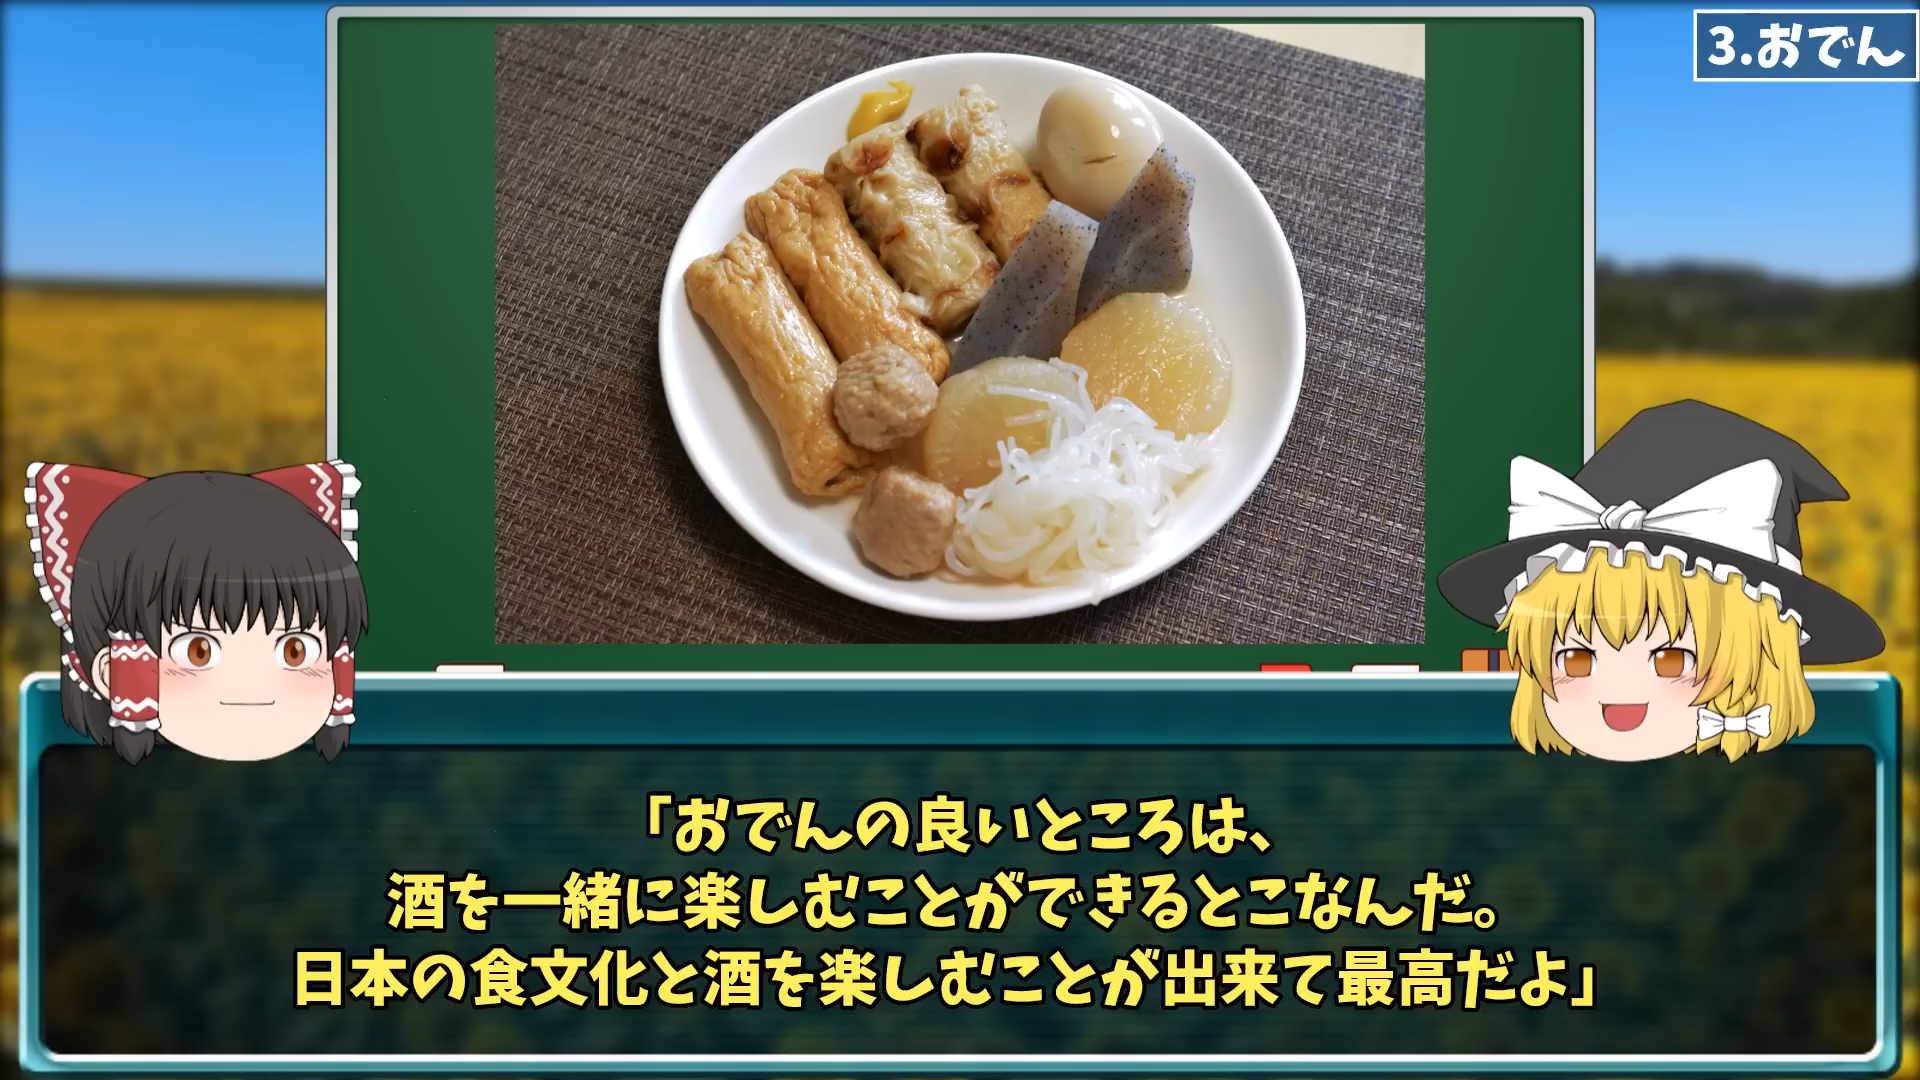 3.おでん
「おでんの良いところは、
酒を一緒に楽しむことができるとこなんだ。
日本の食文化と酒を楽しむことが出来て最高だよ」